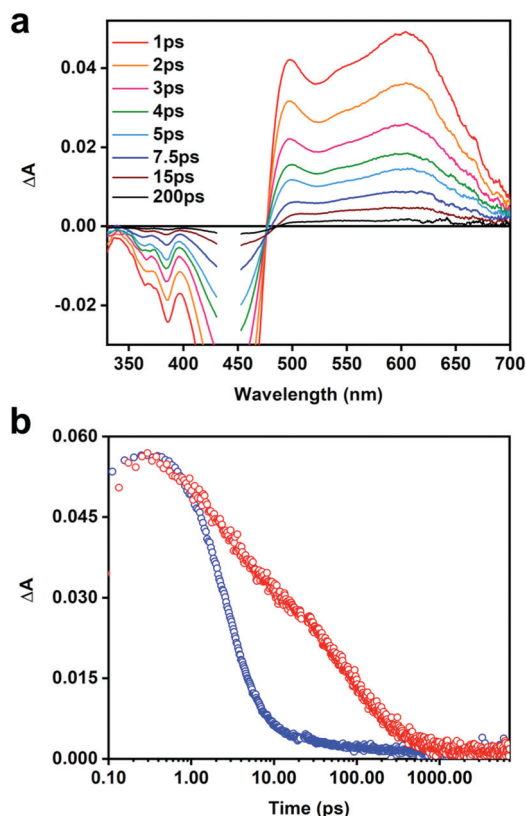 a
0.04
0.02
0.00
-0.02
ΔA
1ps
2ps
3ps
4ps
5ps
7.5ps
15ps
200ps
350 400 450 500 550 600 650 700
Wavelength (nm)
b
0.060
0.045
0.030
0.015
0.000
ΔA
0.10 1.00 10.00 100.00 1000.00
Time (ps)